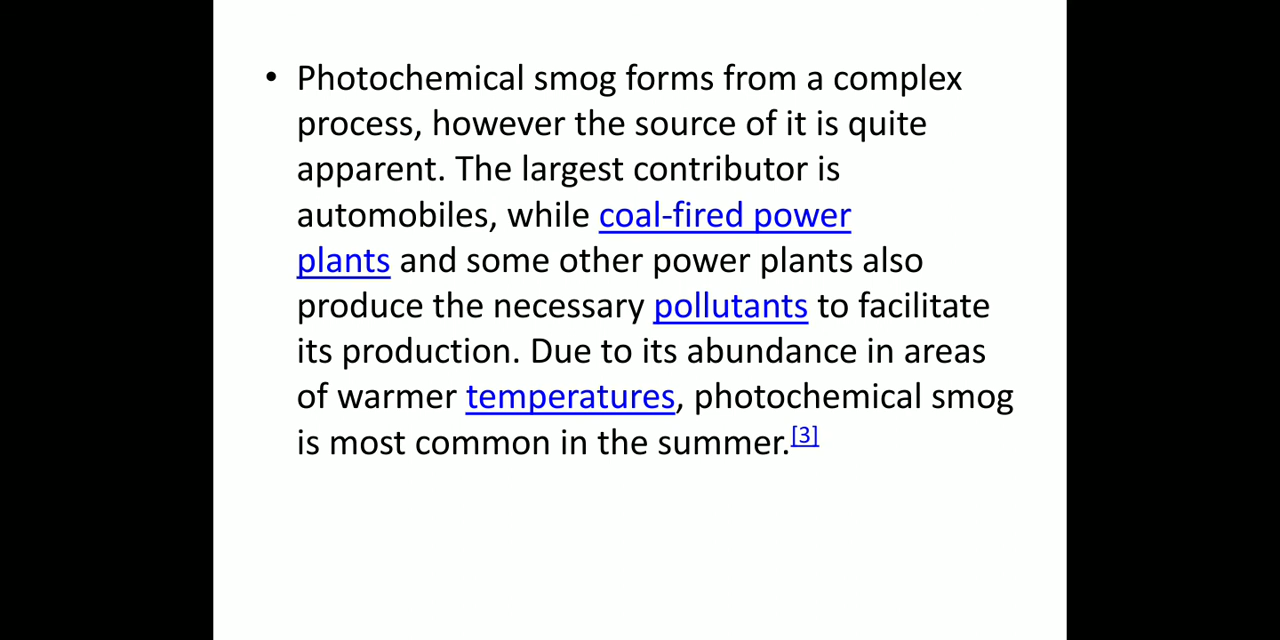 • Photochemical smog forms from a complex
process, however the source of it is quite
apparent. The largest contributor is
automobiles, while coal-fired power
plants and some other power plants also
produce the necessary pollutants to facilitate
its production. Due to its abundance in areas
of warmer temperatures, photochemical smog
is most common in the summer.[3]